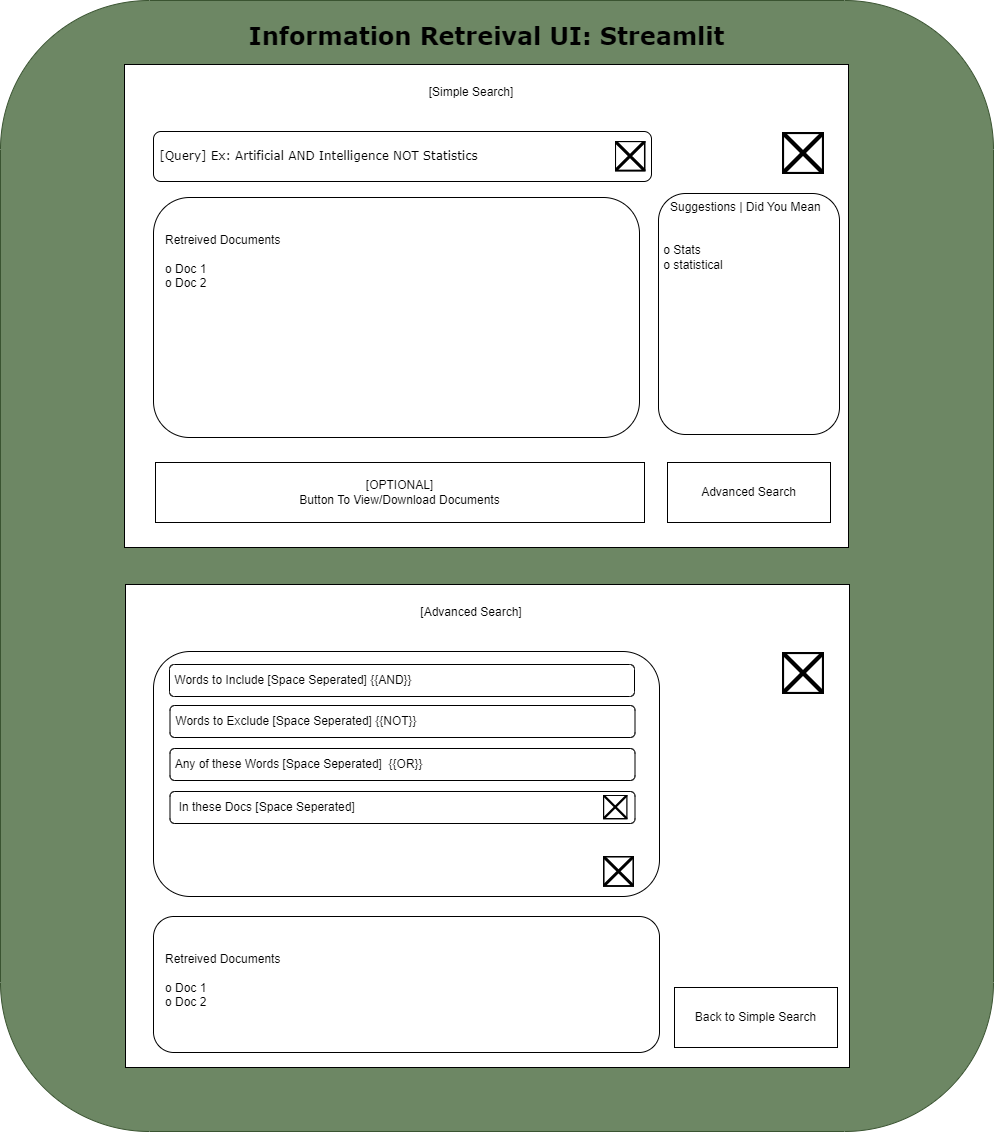 Information Retreival UI: Streamlit
[Simple Search]
[Query] Ex: Artificial AND Intelligence NOT Statistics
Suggestions | Did You Mean
Retreived Documents
o Doc 1
o Doc 2
o Stats
o statistical
[OPTIONAL]
Button To View/Download Documents
Advanced Search
[Advanced Search]
Words to Include [Space Seperated] {{AND}}
Words to Exclude [Space Seperated] {{NOT}}
Any of these Words [Space Seperated]  {{OR}}
In these Docs [Space Seperated]
Retreived Documents
o Doc 1
o Doc 2
Back to Simple Search